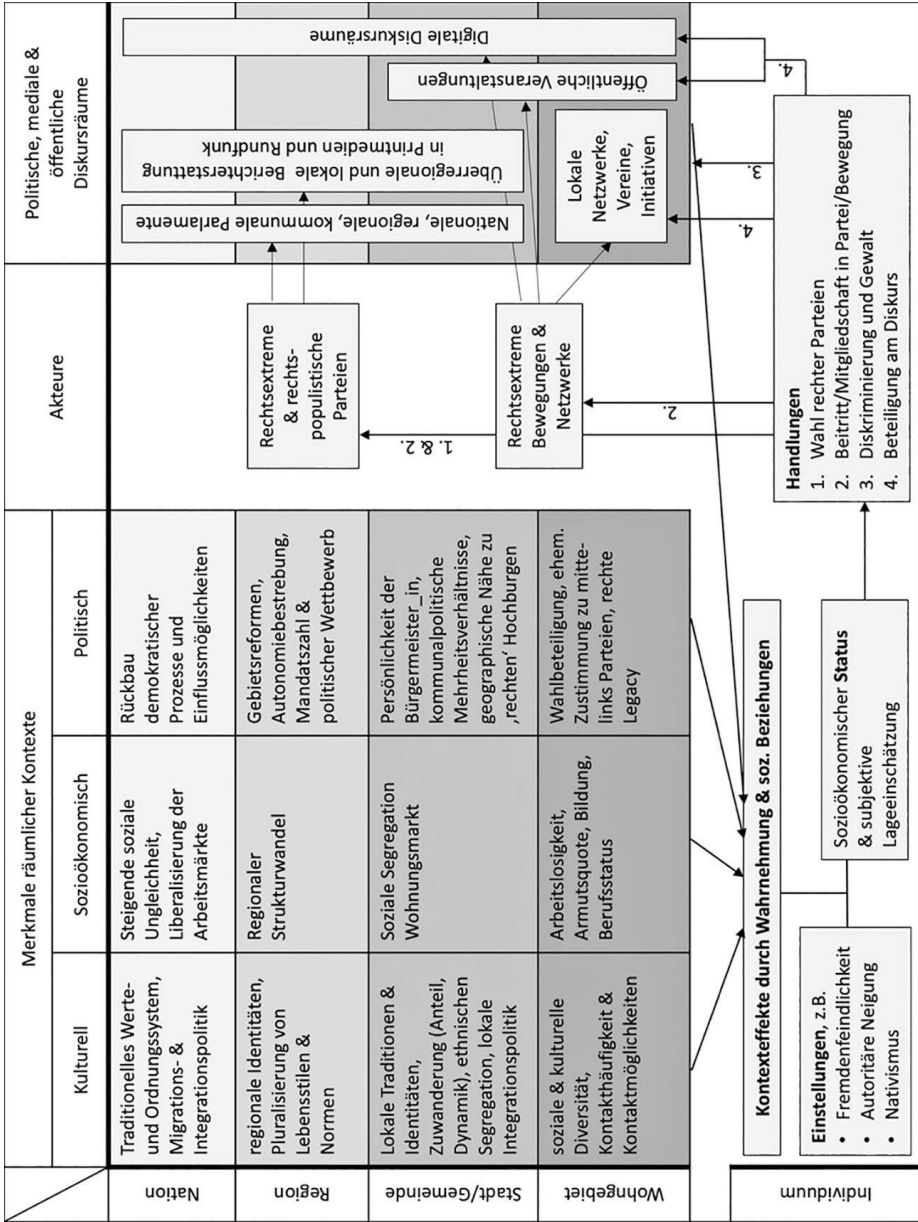 Merkmale räumlicher Kontexte
Akteure
Politische, mediale &
öffentliche
Diskursräume
Kulturell
Sozioökonomisch
Politisch
Nation
Traditionelles Werte-
und Ordnungssystem,
Migrations- &
Integrationspolitik
Steigende soziale
Ungleichheit,
Liberalisierung der
Arbeitsmärkte
Rückbau
demokratischer
Prozesse und
Einflussmöglichkeiten
Region
regionale Identitäten,
Pluralisierung von
Lebensstilen &
Normen
Regionaler
Strukturwandel
Gebietsreformen,
Autonomiebestrebung,
Mandatszahl &
politischer Wettbewerb
Stadt/Gemeinde
Lokale Traditionen &
Identitäten,
Zuwanderung (Anteil,
Dynamik), ethnischen
Segregation, lokale
Integrationspolitik
Soziale Segregation
Wohnungsmarkt
Persönlichkeit der
Bürgermeister_in,
kommunalpolitische
Mehrheitsverhältnisse,
geographische Nähe zu
‚rechten‘ Hochburgen
Wohngebiet
soziale & kulturelle
Diversität,
Kontakthäufigkeit &
Kontaktmöglichkeiten
Arbeitslosigkeit,
Armutsquote, Bildung,
Berufsstatus
Wahlbeteiligung, ehem.
Zustimmung zu mitte-
links Parteien, rechte
Legacy
Rechtsextreme
& rechts-
populistische
Parteien
1. & 2.
Rechtsextreme
Bewegungen &
Netzwerke
2.
Nationale, regionale, kommunale Parlamente
Überregionale und lokale Berichterstattung
in Printmedien und Rundfunk
Öffentliche Veranstaltungen
Digitale Diskursräume
Lokale
Netzwerke,
Vereine,
Initiativen
4.
3.
4.
Individuum
Kontexteffekte durch Wahrnehmung & soz. Beziehungen
Einstellungen, z.B.
• Fremdenfeindlichkeit
• Autoritäre Neigung
• Nativismus
Sozioökonomischer Status
& subjektive
Lageeinschätzung
Handlungen
1. Wahl rechter Parteien
2. Beitritt/Mitgliedschaft in Partei/Bewegung
3. Diskriminierung und Gewalt
4. Beteiligung am Diskurs